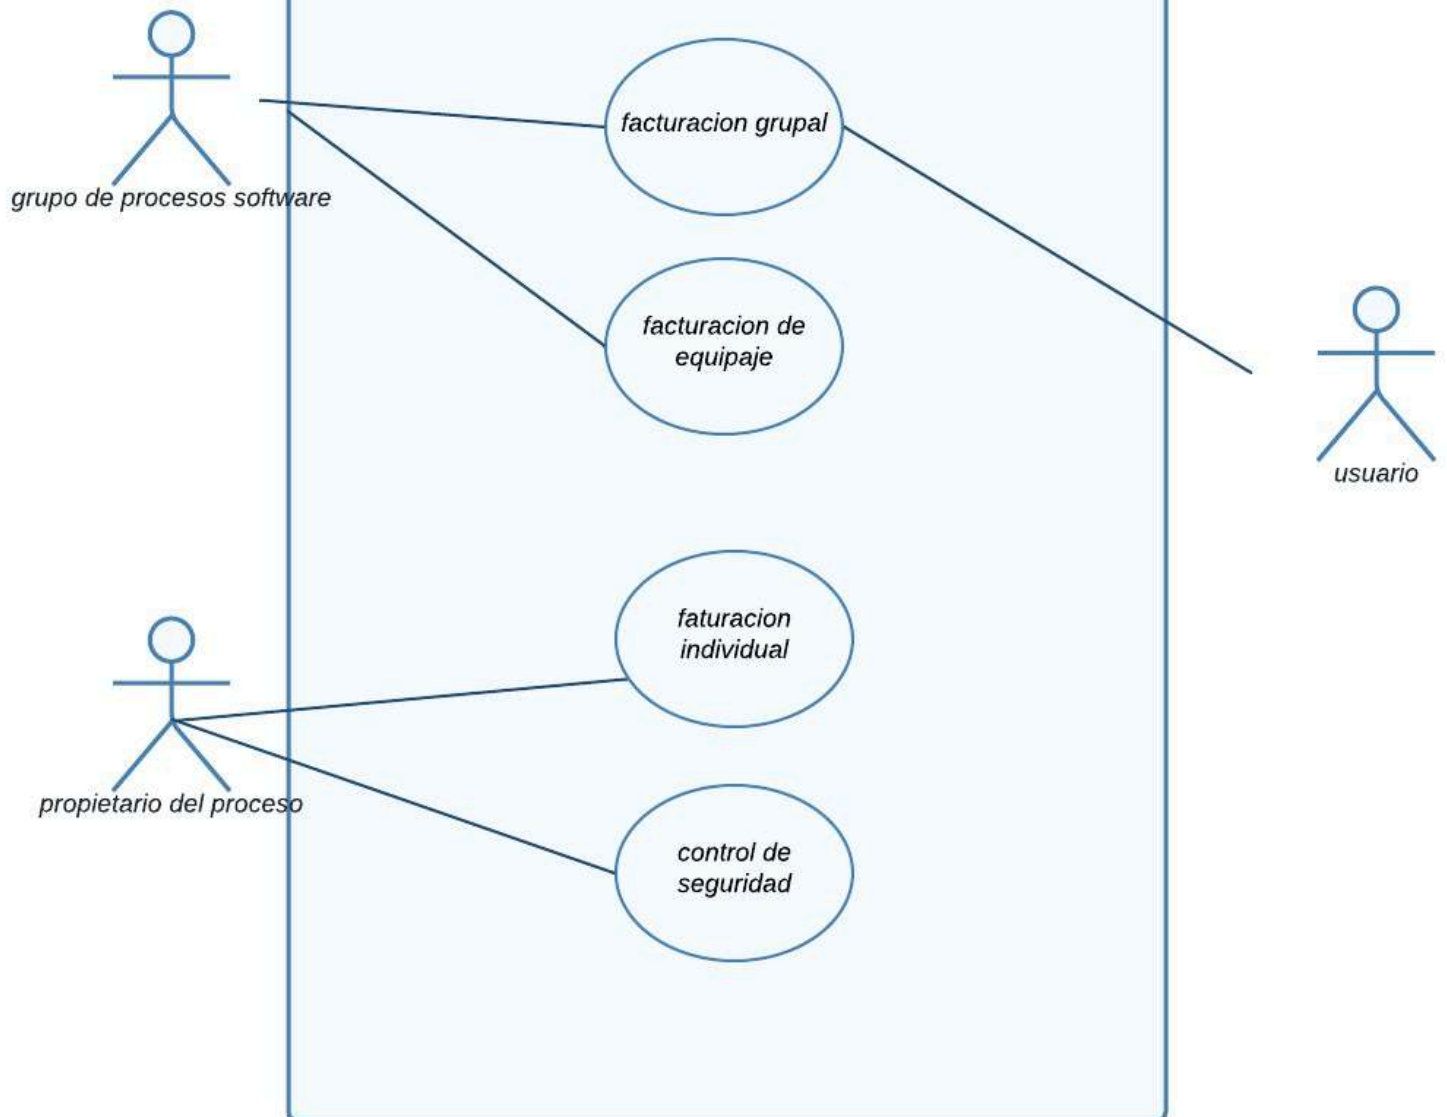 facturacion grupal
grupo de procesos software
facturacion de
equipaje
usuario
faturacion
individual
propietario del proceso
control de
seguridad